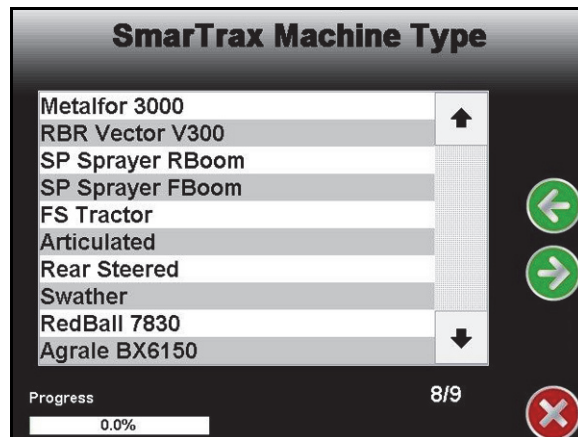 SmarTrax Machine Type
Metalfor 3000
RBR Vector V300
SP Sprayer RBoom
SP Sprayer FBoom
FS Tractor
Articulated
Rear Steered
Swather
RedBall 7830
Agrale BX6150
8/9
Progress
0.0%